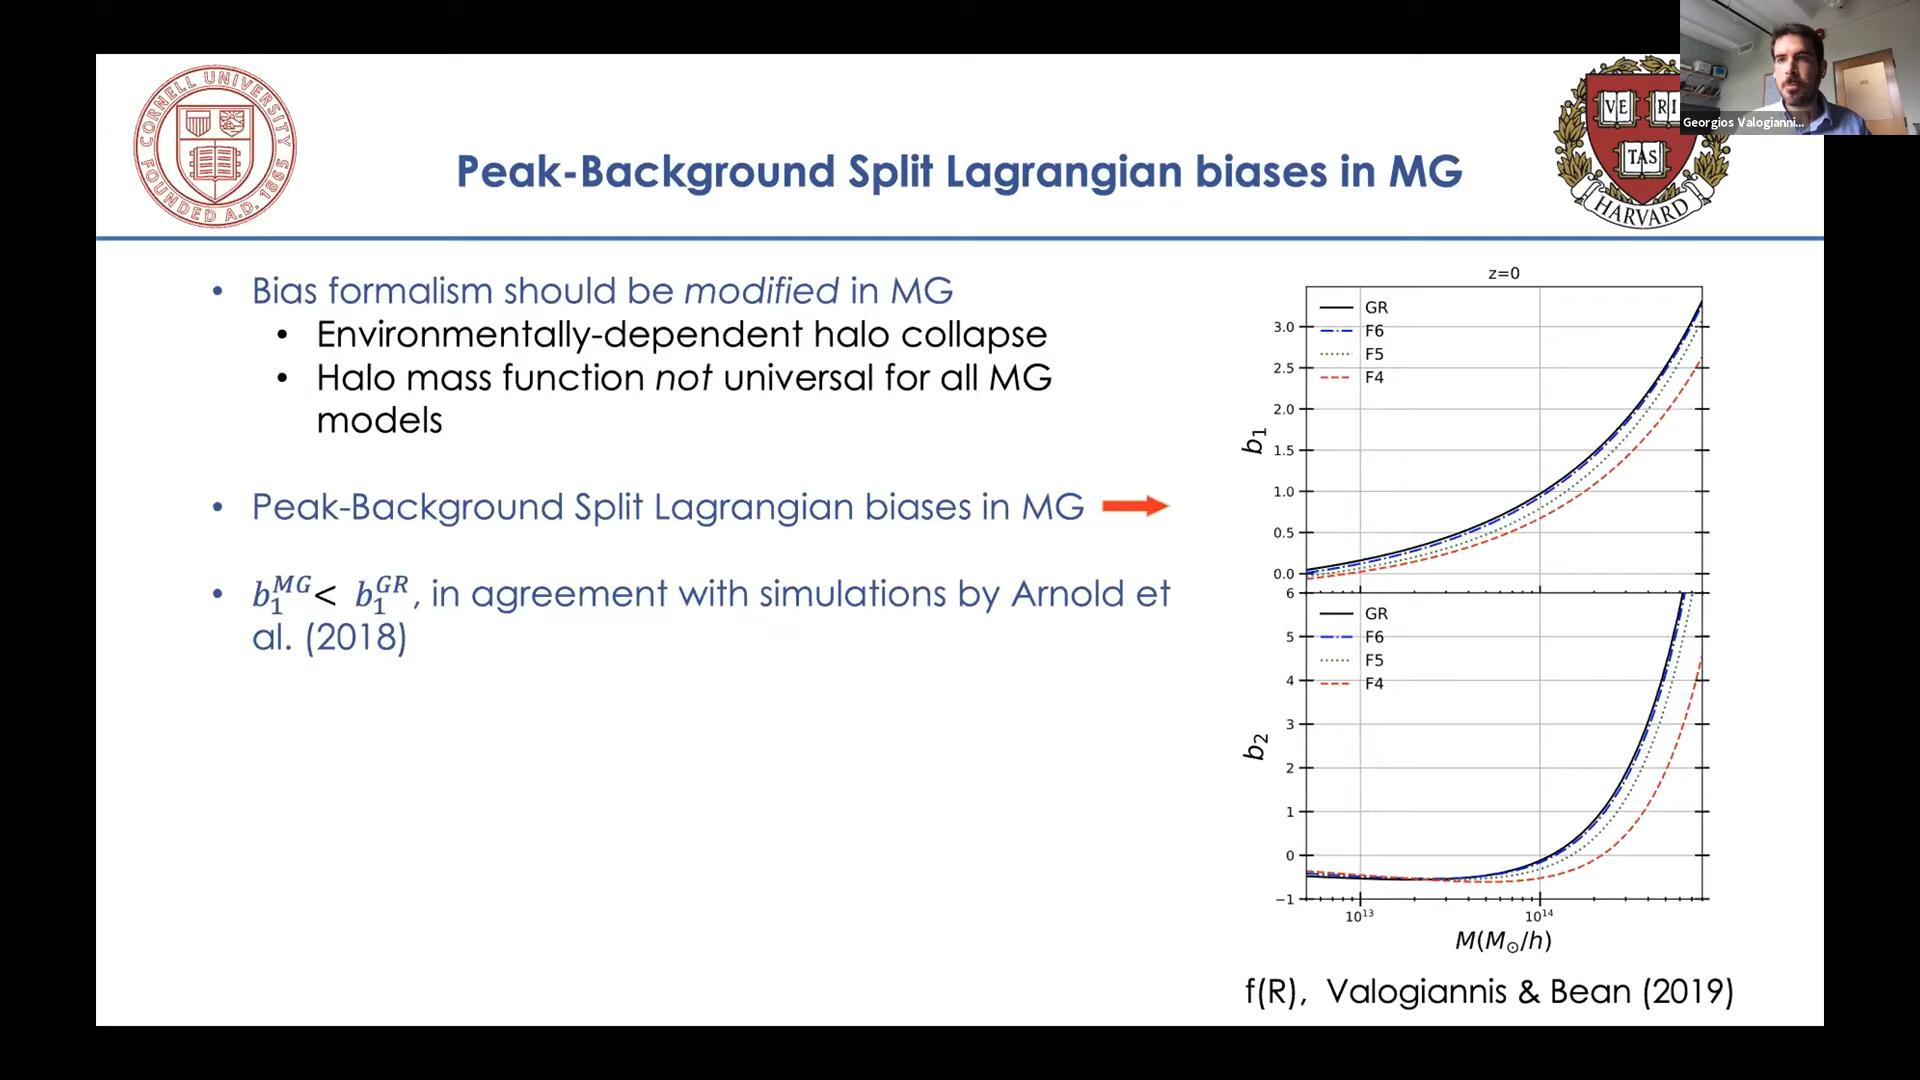 CORNELL UNIVERSITY
FOUNDED A.D. 1865
Peak-Background Split Lagrangian biases in MG
VE RI
TAS
HARVARD
Georgios Valogianni...
• Bias formalism should be modified in MG
• Environmentally-dependent halo collapse
• Halo mass function not universal for all MG
models
• Peak-Background Split Lagrangian biases in MG
• b₁ᴹᴳ < b₁ᴳᴿ, in agreement with simulations by Arnold et
al. (2018)
z=0
GR
F6
F5
F4
3.0
2.5
2.0
1.5
1.0
0.5
0.0
b₁
GR
F6
F5
F4
6
5
4
3
2
1
0
−1
b₂
10¹³ 10¹⁴
M(M⊙/h)
f(R), Valogiannis & Bean (2019)